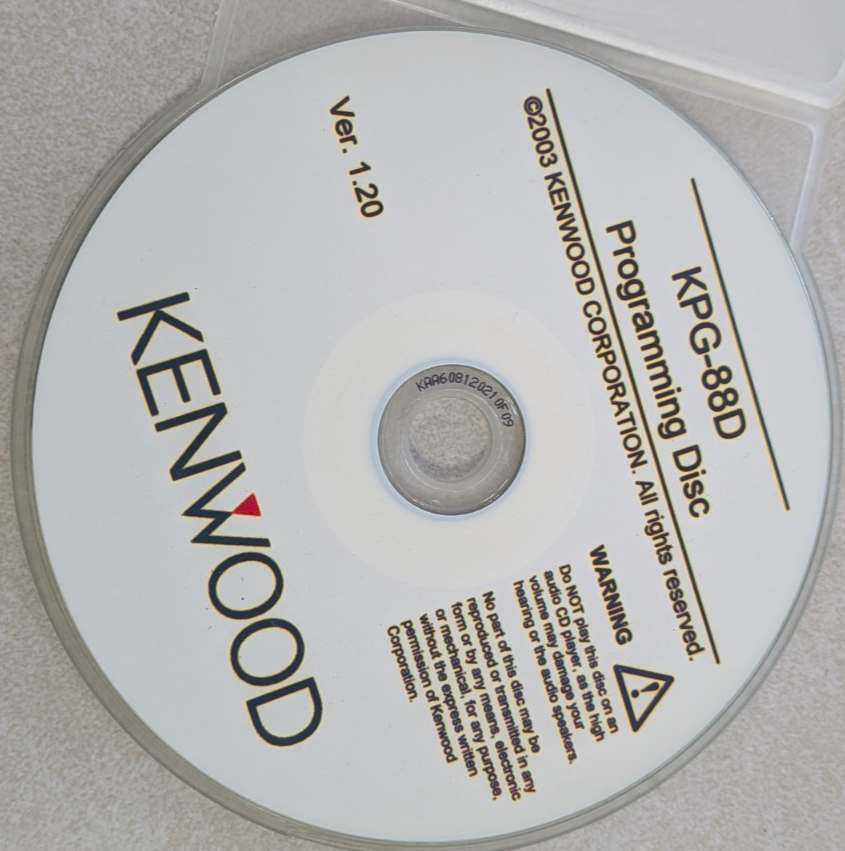 KPG-88D
Programming Disc
©2003 KENWOOD CORPORATION. All rights reserved.
WARNING
Do NOT play this disc on an
audio CD player, as the high
volume may damage your
hearing or the audio speakers.
No part of this disc may be
reproduced or transmitted in any
form or by any means, electronic
or mechanical, for any purpose,
without the express written
permission of Kenwood
Corporation.
KAA60812021 0F09
Ver. 1.20
KENWOOD